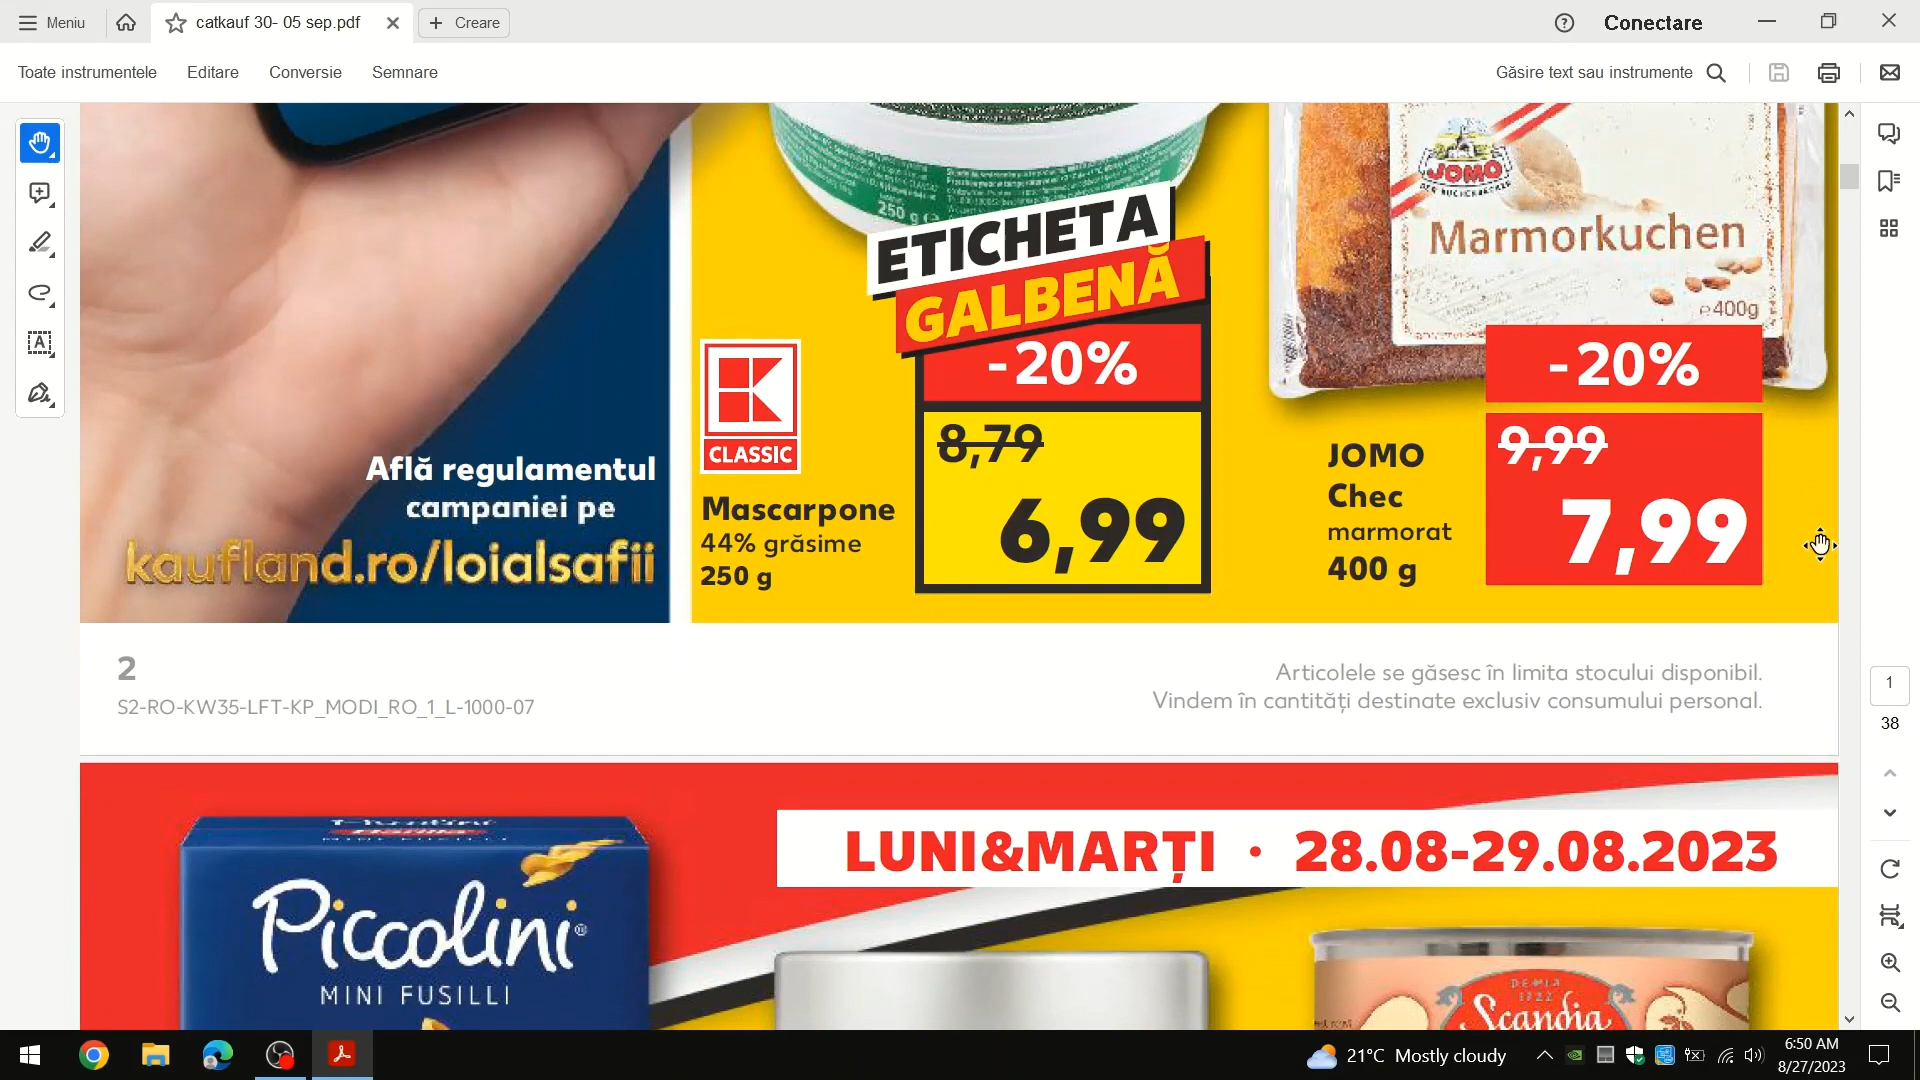 Meniu
catkauf 30- 05 sep.pdf
Creare
Conectare
Toate instrumentele
Editare
Conversie
Semnare
Găsire text sau instrumente
250 g
JOMO
Marmorkuchen
e400g
ETICHETA
GALBENĂ
-20%
8,79
6,99
CLASSIC
Mascarpone
44% grăsime
250 g
-20%
9,99
7,99
JOMO
Chec
marmorat
400 g
Află regulamentul
campaniei pe
kaufland.ro/loialsafii
2
S2-RO-KW35-LFT-KP_MODI_RO_1_L-1000-07
Articolele se găsesc în limita stocului disponibil.
Vindem în cantități destinate exclusiv consumului personal.
1
38
LUNI&MARȚI · 28.08-29.08.2023
Piccolini®
MINI FUSILLI
Scandia
21°C Mostly cloudy
6:50 AM
8/27/2023